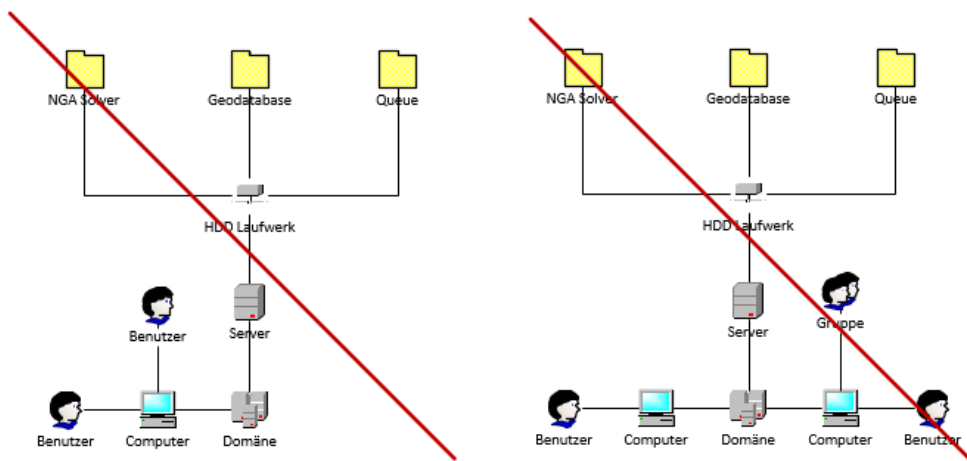 NGA Solver Geodatabase Queue
HDD Laufwerk
Benutzer
Server
Benutzer Computer Domäne
NGA Solver Geodatabase Queue
HDD Laufwerk
Server
Gruppe
Benutzer Computer Domäne Computer Benutzer